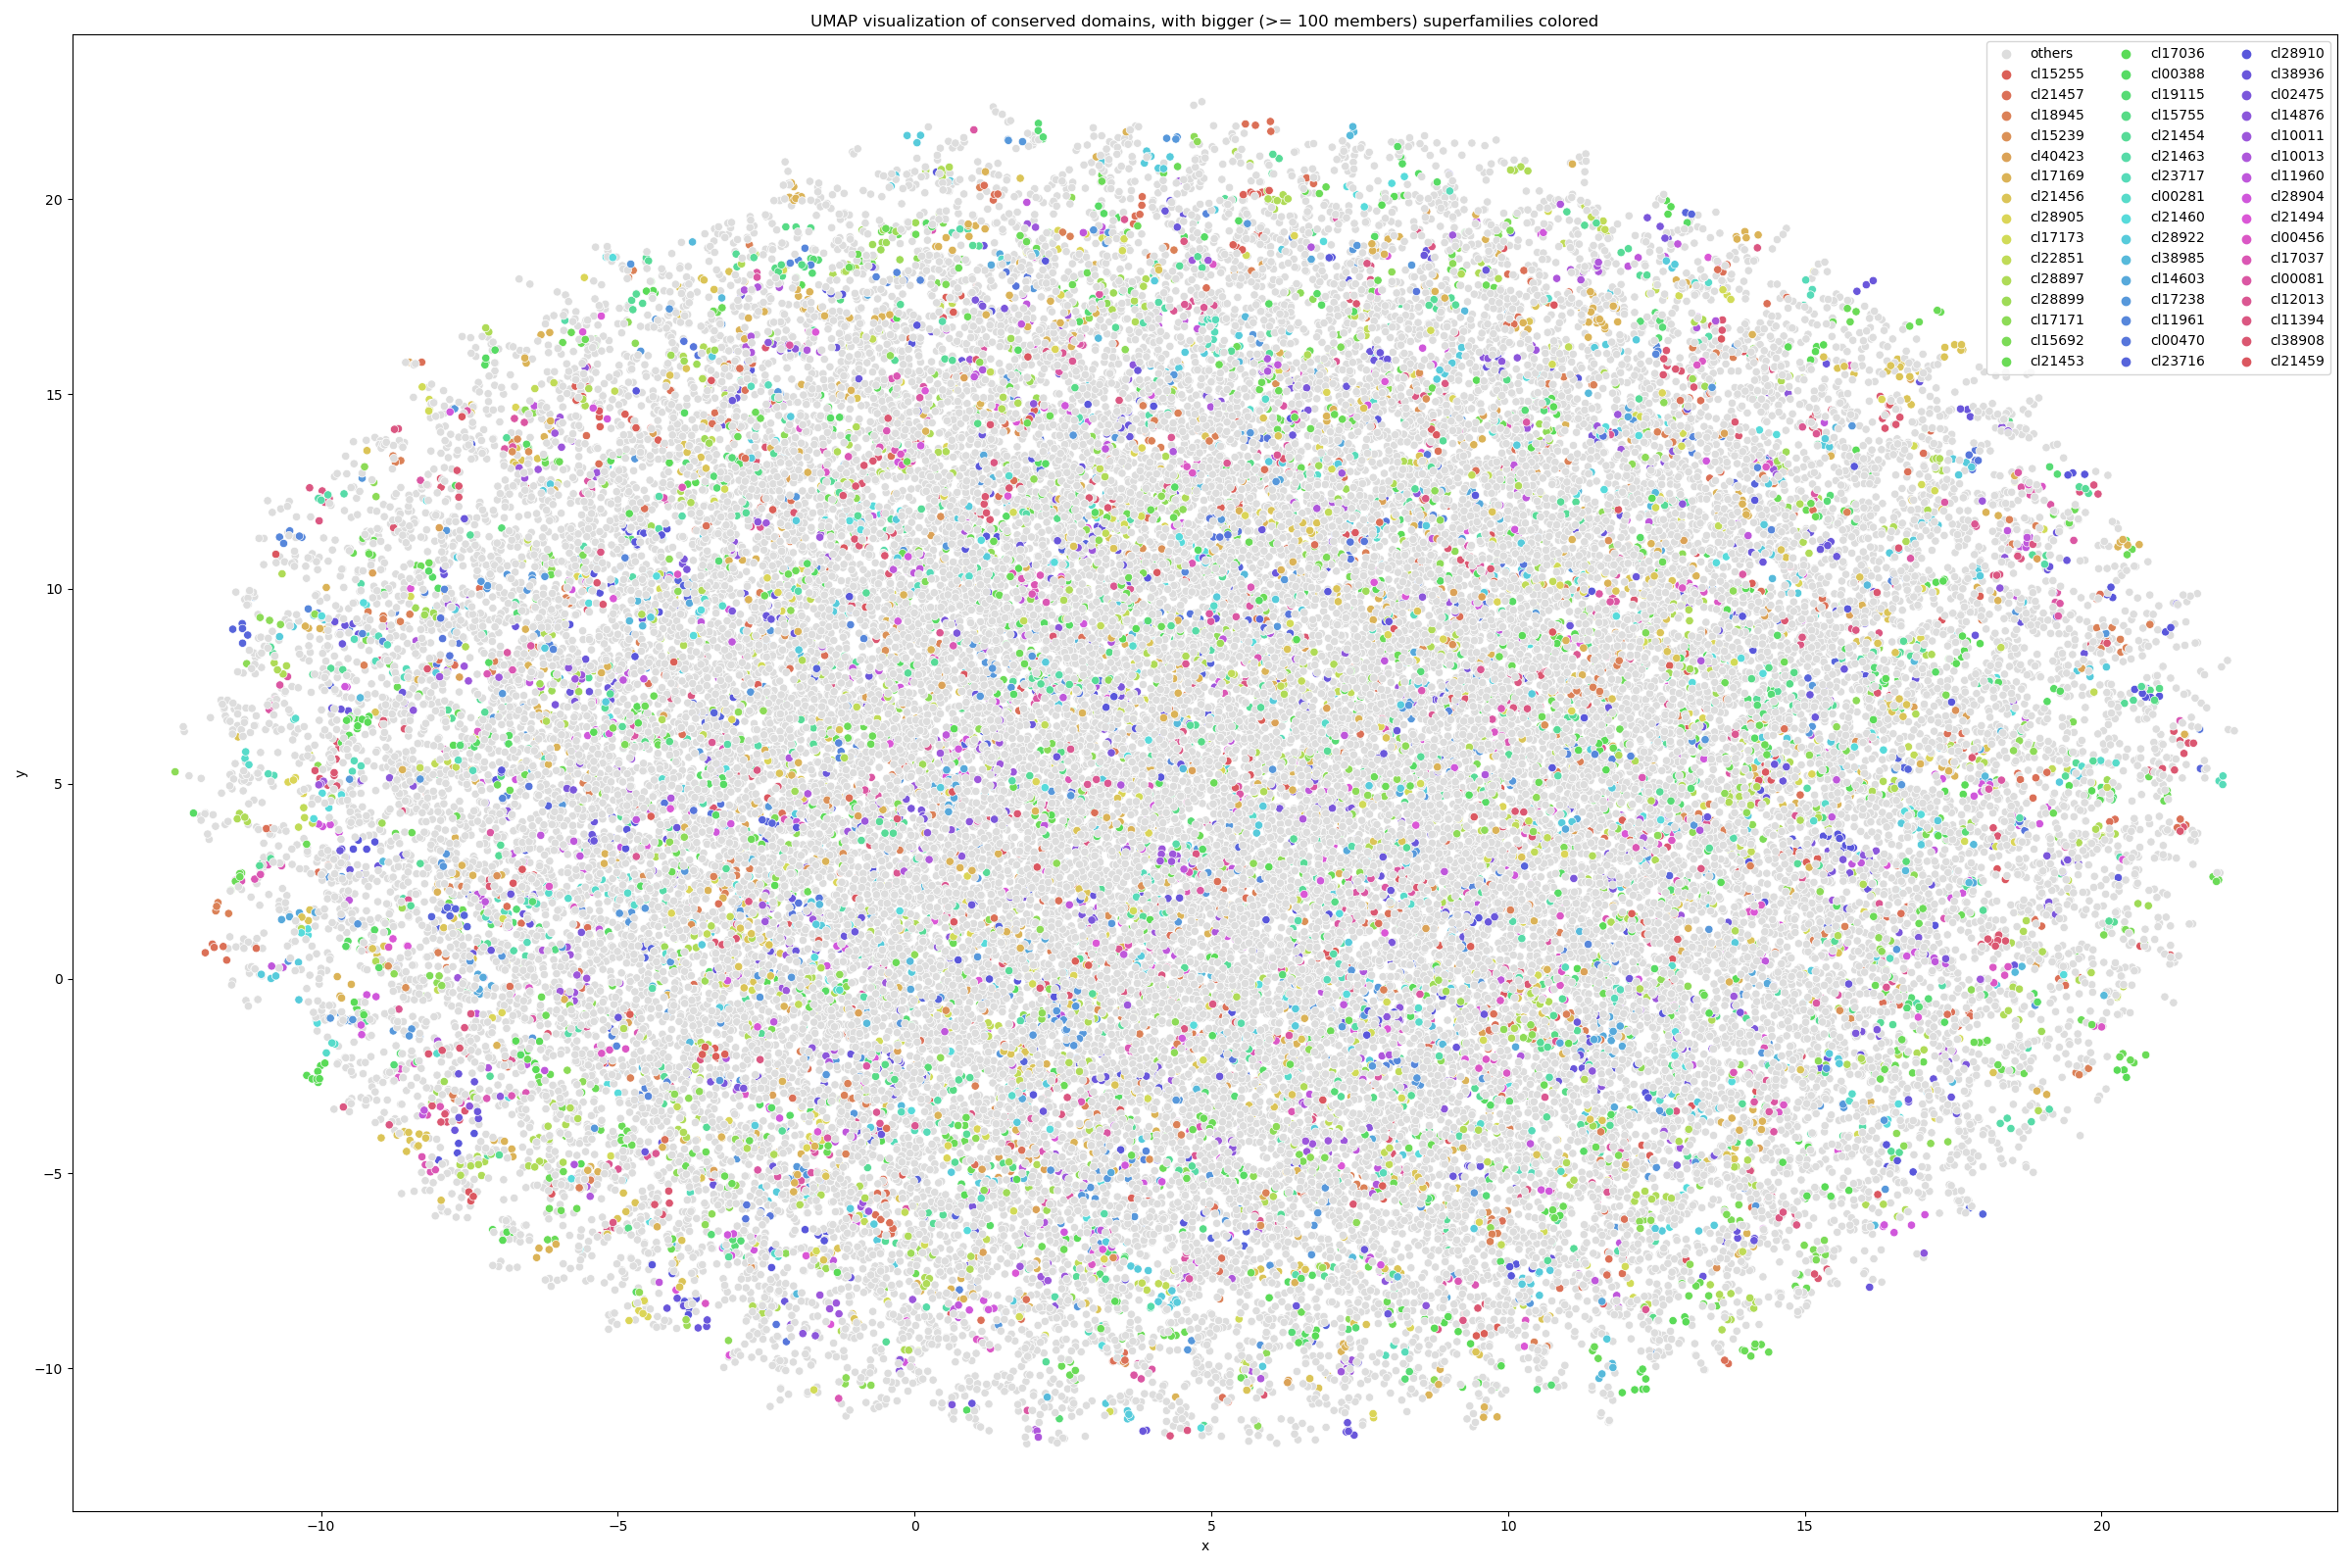 UMAP visualization of conserved domains, with bigger (>= 100 members) superfamilies colored
others
cl15255
cl21457
cl18945
cl15239
cl40423
cl17169
cl21456
cl28905
cl17173
cl22851
cl28897
cl28899
cl17171
cl15692
cl21453
cl17036
cl00388
cl19115
cl15755
cl21454
cl21463
cl23717
cl00281
cl21460
cl28922
cl38985
cl14603
cl17238
cl11961
cl00470
cl23716
cl28910
cl38936
cl02475
cl14876
cl10011
cl10013
cl11960
cl28904
cl21494
cl00456
cl17037
cl00081
cl12013
cl11394
cl38908
cl21459
20
15
10
5
0
−5
−10
y
−10
−5
0
5
10
15
20
x